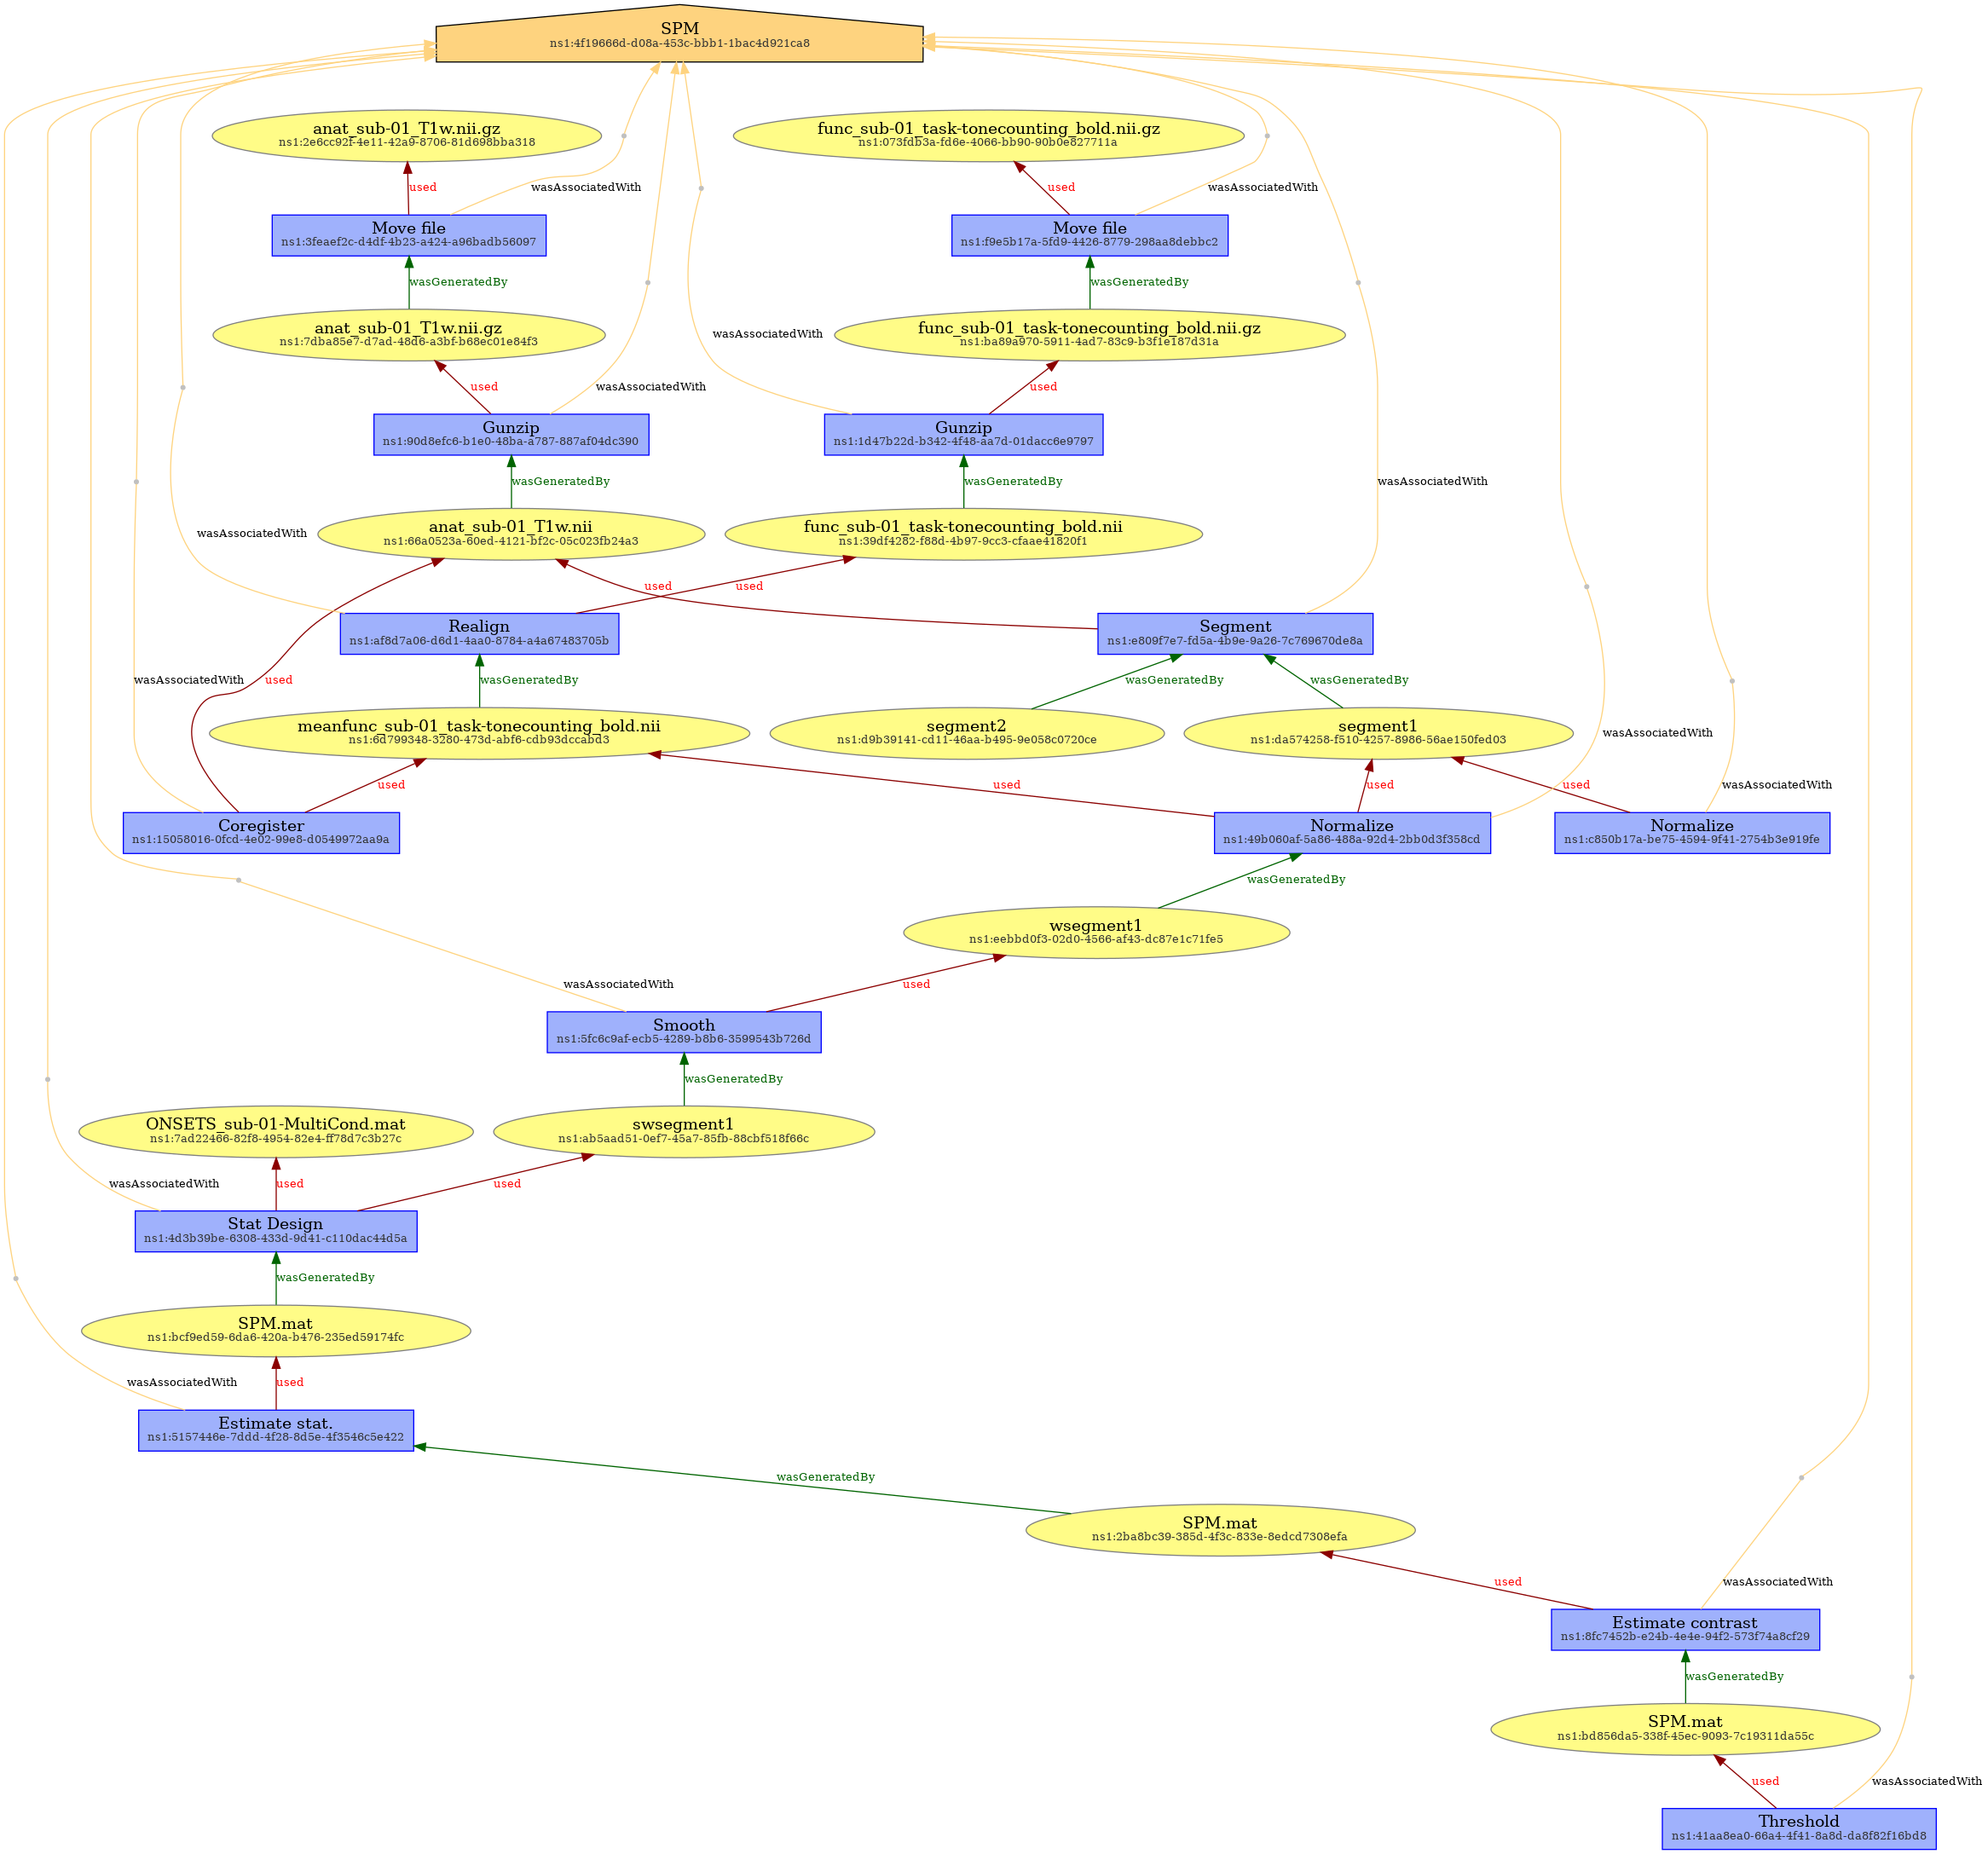 SPM
ns1:4f19666d-d08a-453c-bbb1-1bac4d921ca8
anat_sub-01_T1w.nii.gz
ns1:2e6cc92f-4e11-42a9-8706-81d698bba318
func_sub-01_task-tonecounting_bold.nii.gz
ns1:073fdb3a-fd6e-4066-bb90-90b0e827711a
used
wasAssociatedWith
used
wasAssociatedWith
Move file
ns1:3feaef2c-d4df-4b23-a424-a96badb56097
Move file
ns1:f9e5b17a-5fd9-4426-8779-298aa8debbc2
wasGeneratedBy
wasGeneratedBy
anat_sub-01_T1w.nii.gz
ns1:7dba85e7-d7ad-48d6-a3bf-b68ec01e84f3
wasAssociatedWith
func_sub-01_task-tonecounting_bold.nii.gz
ns1:ba89a970-5911-4ad7-83c9-b3f1e187d31a
used
wasAssociatedWith
used
Gunzip
ns1:90d8efc6-b1e0-48ba-a787-887af04dc390
Gunzip
ns1:1d47b22d-b342-4f48-aa7d-01dacc6e9797
wasGeneratedBy
wasGeneratedBy
wasAssociatedWith
wasAssociatedWith
anat_sub-01_T1w.nii
ns1:66a0523a-60ed-4121-bf2c-05c023fb24a3
func_sub-01_task-tonecounting_bold.nii
ns1:39df4282-f88d-4b97-9cc3-cfaae41820f1
used
used
Realign
ns1:af8d7a06-d6d1-4aa0-8784-a4a67483705b
Segment
ns1:e809f7e7-fd5a-4b9e-9a26-7c769670de8a
wasAssociatedWith
used
wasGeneratedBy
wasGeneratedBy
wasGeneratedBy
meanfunc_sub-01_task-tonecounting_bold.nii
ns1:6d799348-3280-473d-abf6-cdb93dccabd3
segment2
ns1:d9b39141-cd11-46aa-b495-9e058c0720ce
segment1
ns1:da574258-f510-4257-8986-56ae150fed03
wasAssociatedWith
used
used
used
used
wasAssociatedWith
Coregister
ns1:15058016-0fcd-4e02-99e8-d0549972aa9a
Normalize
ns1:49b060af-5a86-488a-92d4-2bb0d3f358cd
Normalize
ns1:c850b17a-be75-4594-9f41-2754b3e919fe
wasGeneratedBy
wsegment1
ns1:eebbd0f3-02d0-4566-af43-dc87e1c71fe5
wasAssociatedWith
used
Smooth
ns1:5fc6c9af-ecb5-4289-b8b6-3599543b726d
wasGeneratedBy
ONSETS_sub-01-MultiCond.mat
ns1:7ad22466-82f8-4954-82e4-ff78d7c3b27c
swsegment1
ns1:ab5aad51-0ef7-45a7-85fb-88cbf518f66c
wasAssociatedWith
used
used
Stat Design
ns1:4d3b39be-6308-433d-9d41-c110dac44d5a
wasGeneratedBy
SPM.mat
ns1:bcf9ed59-6da6-420a-b476-235ed59174fc
wasAssociatedWith
used
Estimate stat.
ns1:5157446e-7ddd-4f28-8d5e-4f3546c5e422
wasGeneratedBy
SPM.mat
ns1:2ba8bc39-385d-4f3c-833e-8edcd7308efa
used
wasAssociatedWith
Estimate contrast
ns1:8fc7452b-e24b-4e4e-94f2-573f74a8cf29
wasGeneratedBy
SPM.mat
ns1:bd856da5-338f-45ec-9093-7c19311da55c
used
wasAssociatedWith
Threshold
ns1:41aa8ea0-66a4-4f41-8a8d-da8f82f16bd8